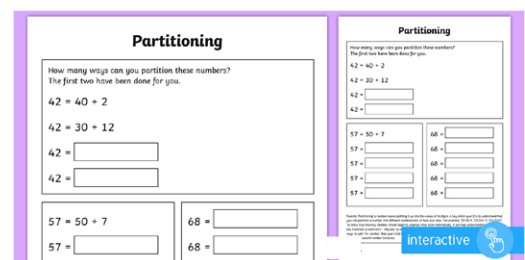 Partitioning
How many ways can you partition these numbers?
The first two have been done for you.
42 = 40 + 2
42 = 30 + 12
42 =
42 =
57 = 50 + 7
57 =
68 =
68 =
Partitioning
How many ways can you partition these numbers?
The first two have been done for you.
42 = 40 + 2
42 = 30 + 12
42 =
42 =
57 = 50 + 7
57 =
57 =
57 =
57 =
68 =
68 =
68 =
68 =
68 =
interactive